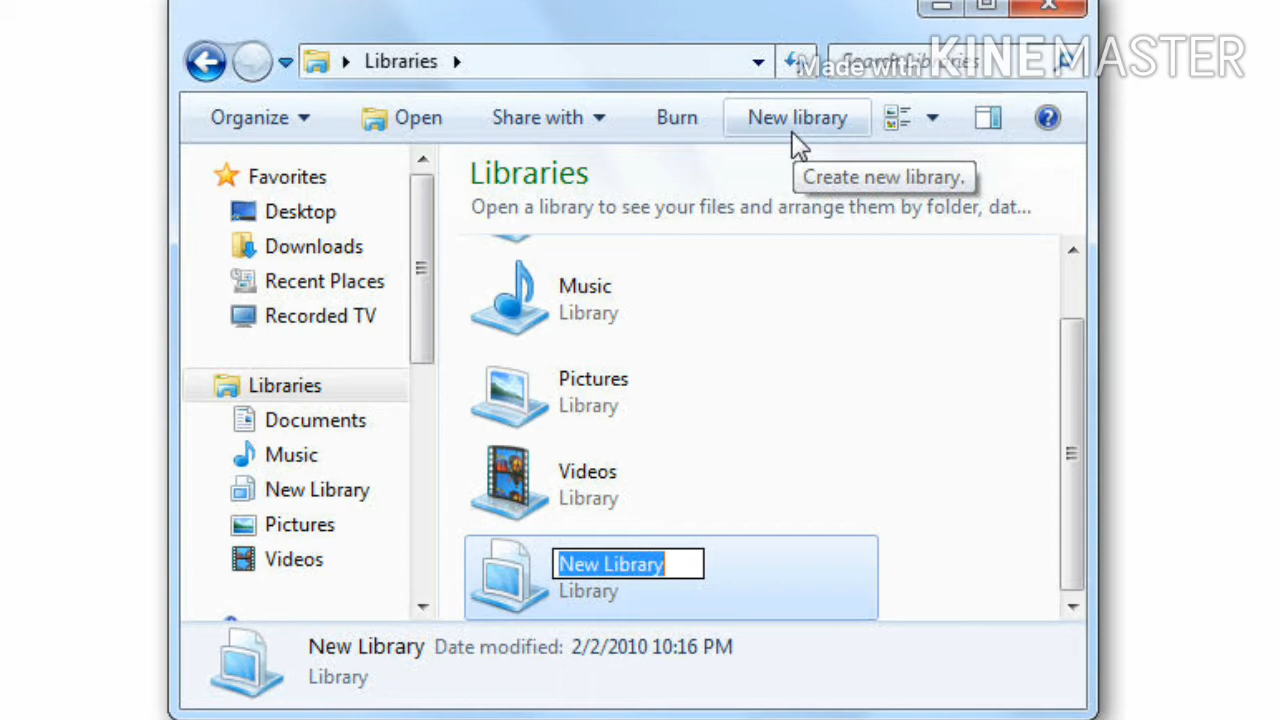 Libraries
Search Libraries
Made with KINEMASTER
Organize
Open
Share with
Burn
New library
Create new library.
Favorites
Desktop
Downloads
Recent Places
Recorded TV
Libraries
Documents
Music
New Library
Pictures
Videos
Libraries
Open a library to see your files and arrange them by folder, dat...
Music
Library
Pictures
Library
Videos
Library
New Library
Library
New Library Date modified: 2/2/2010 10:16 PM
Library